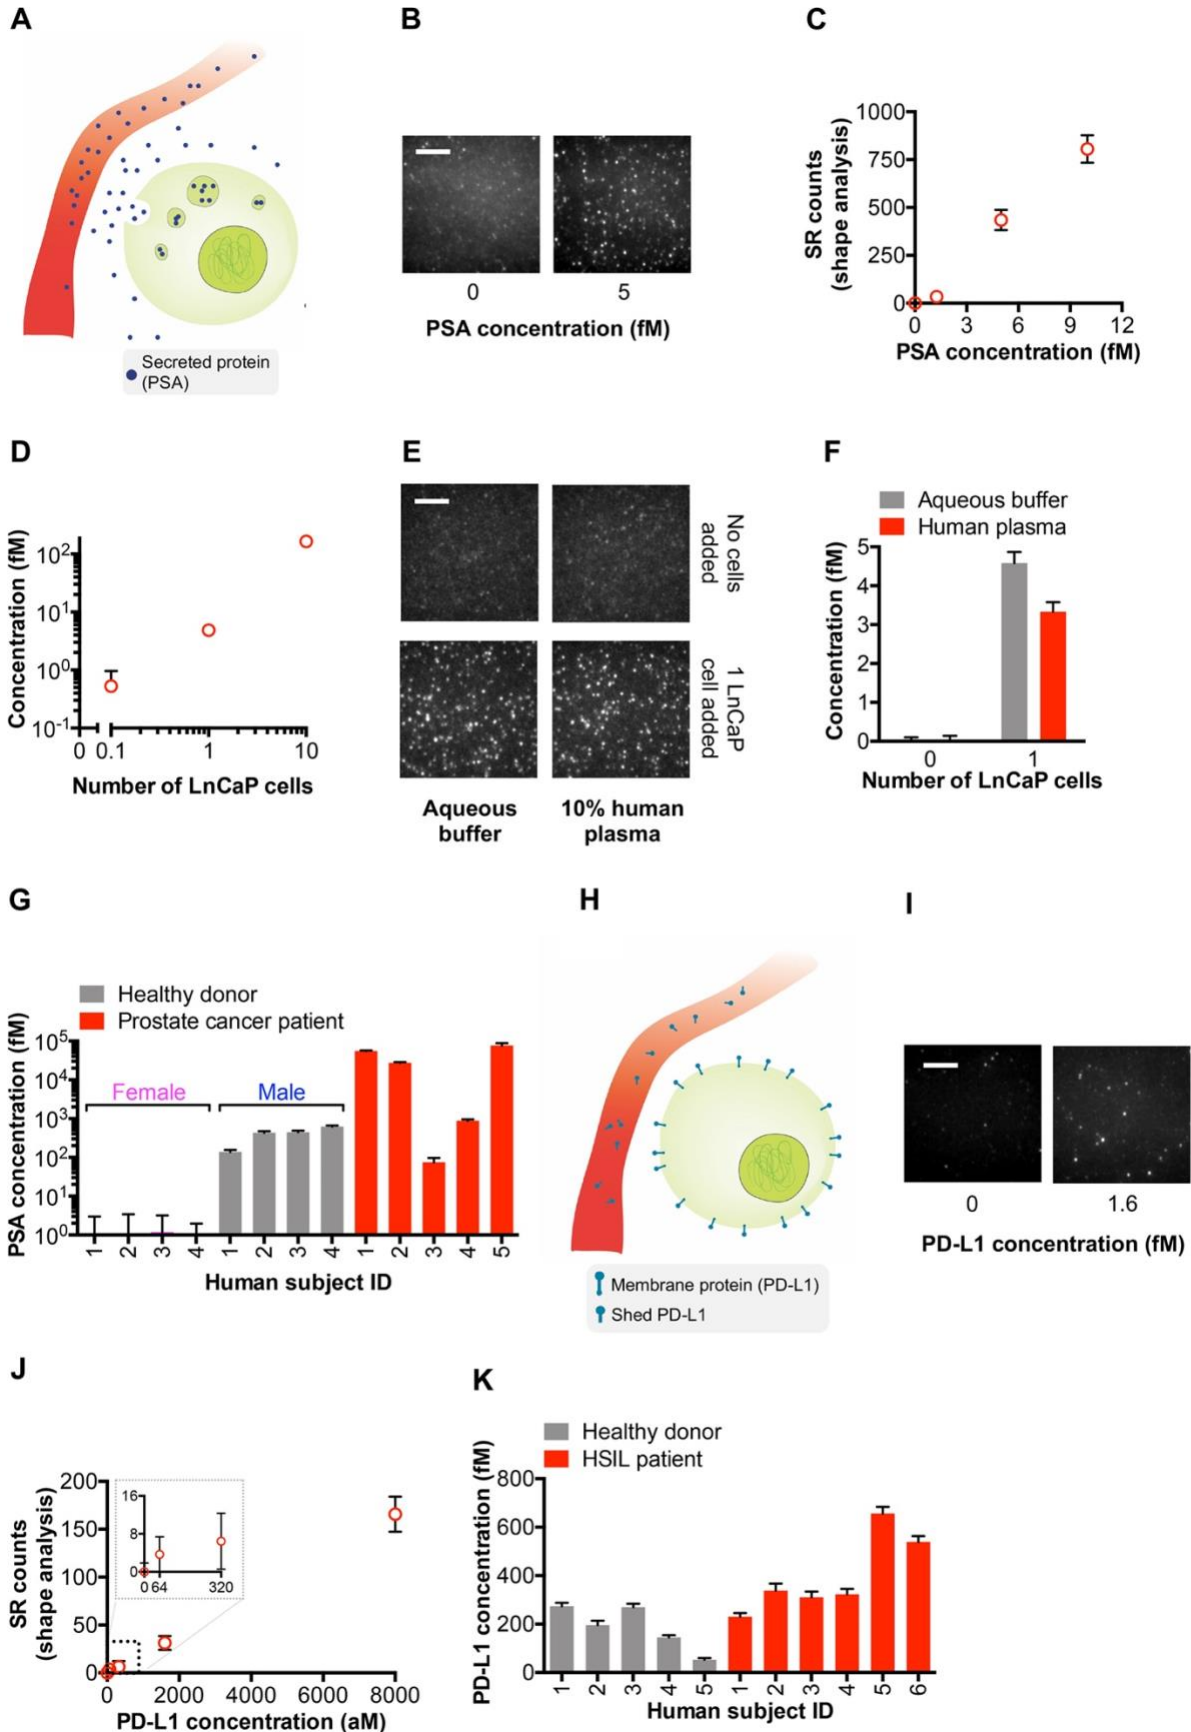 A
Secreted protein
(PSA)
B
0
5
PSA concentration (fM)
C
SR counts
(shape analysis)
1000
750
500
250
0
0 3 6 9 12
PSA concentration (fM)
D
Concentration (fM)
10²
10¹
10⁰
10⁻¹
0 0.1 1 10
Number of LnCaP cells
E
No cells
added
1 LnCaP
cell added
Aqueous
buffer
10% human
plasma
F
Aqueous buffer
Human plasma
Concentration (fM)
5
4
3
2
1
0
0 1
Number of LnCaP cells
G
Healthy donor
Prostate cancer patient
PSA concentration (fM)
10⁵
10⁴
10³
10²
10¹
10⁰
Female
Male
1 2 3 4 1 2 3 4 1 2 3 4 5
Human subject ID
H
Membrane protein (PD-L1)
Shed PD-L1
I
0
1.6
PD-L1 concentration (fM)
J
SR counts
(shape analysis)
200
150
100
50
0
16
8
0
0 64 320
0 2000 4000 6000 8000
PD-L1 concentration (aM)
K
Healthy donor
HSIL patient
PD-L1 concentration (fM)
800
600
400
200
0
1 2 3 4 5 1 2 3 4 5 6
Human subject ID